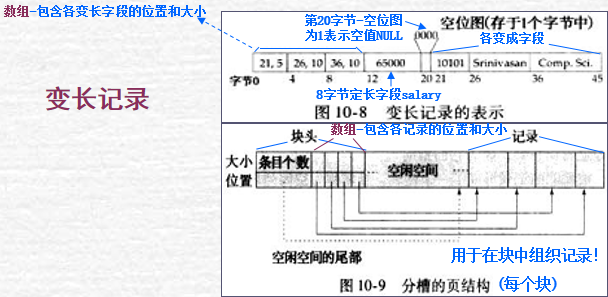 数组-包含各变长字段的位置和大小
变长记录
第20字节-空位图
为1表示空值NULL
空位图(存于1个字节中)
0000
各变成字段
21, 5 26, 10 36, 10 65000 10101 Srinivasan Comp. Sci.
字节0 4 8 12 20 21 26 36 45
8字节定长字段salary
图 10-8 变长记录的表示
数组-包含各记录的位置和大小
块头 记录
大小 条目个数
位置
空闲空间
空闲空间的尾部
用于在块中组织记录!
图 10-9 分槽的页结构 (每个块)